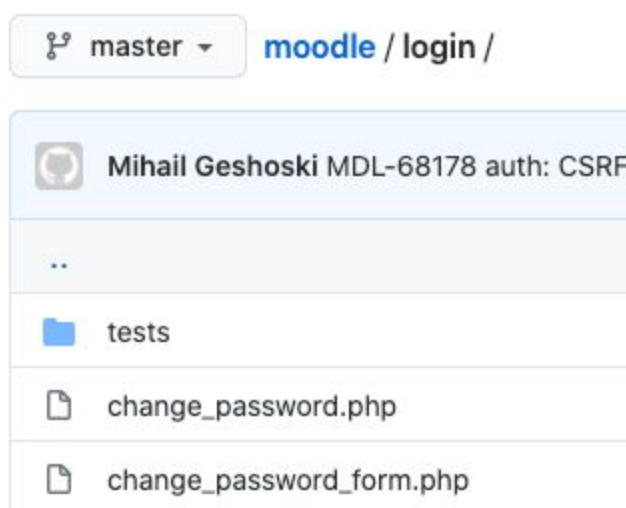 master moodle / login /
Mihail Geshoski MDL-68178 auth: CSRF
..
tests
change_password.php
change_password_form.php